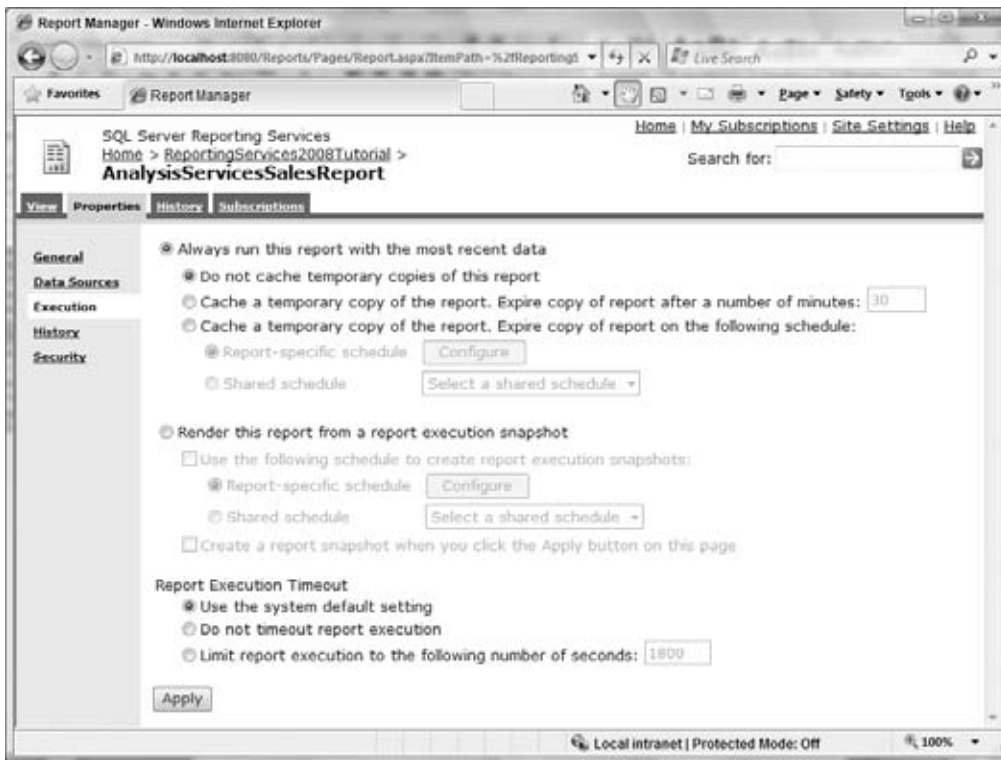 Report Manager - Windows Internet Explorer
http://localhost:8080/Reports/Pages/Report.aspx?ItemPath=%2fReportingS
Live Search
Favorites Report Manager Page Safety Tools
SQL Server Reporting Services
Home | My Subscriptions | Site Settings | Help
Home > ReportingServices2008Tutorial >
Search for:
AnalysisServicesSalesReport
View Properties History Subscriptions
General
Data Sources
Execution
History
Security
Always run this report with the most recent data
Do not cache temporary copies of this report
Cache a temporary copy of the report. Expire copy of report after a number of minutes: 30
Cache a temporary copy of the report. Expire copy of report on the following schedule:
Report-specific schedule Configure
Shared schedule Select a shared schedule
Render this report from a report execution snapshot
Use the following schedule to create report execution snapshots:
Report-specific schedule Configure
Shared schedule Select a shared schedule
Create a report snapshot when you click the Apply button on this page
Report Execution Timeout
Use the system default setting
Do not timeout report execution
Limit report execution to the following number of seconds: 1800
Apply
Local intranet | Protected Mode: Off 100%